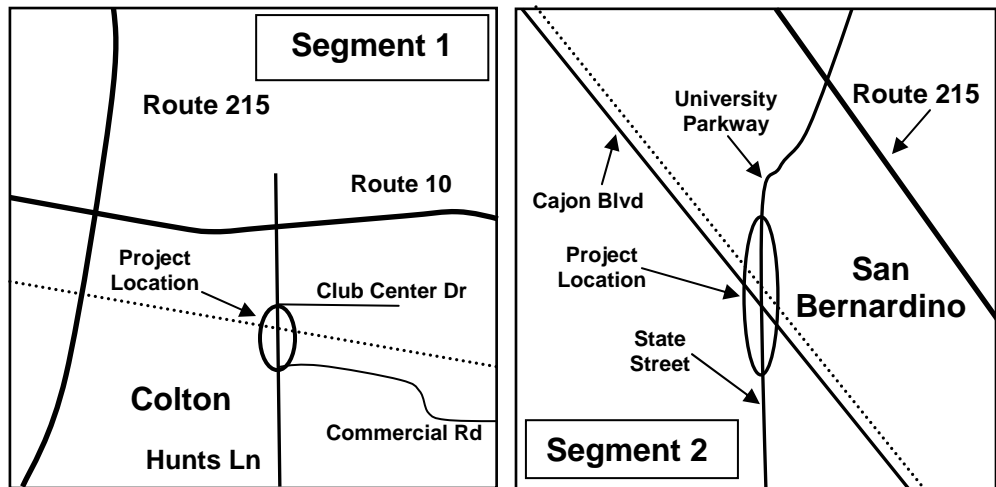 Segment 1
Route 215
Route 10
Project
Location
Club Center Dr
Colton
Commercial Rd
Hunts Ln
University
Parkway
Route 215
Cajon Blvd
Project
Location
San
Bernardino
State
Street
Segment 2